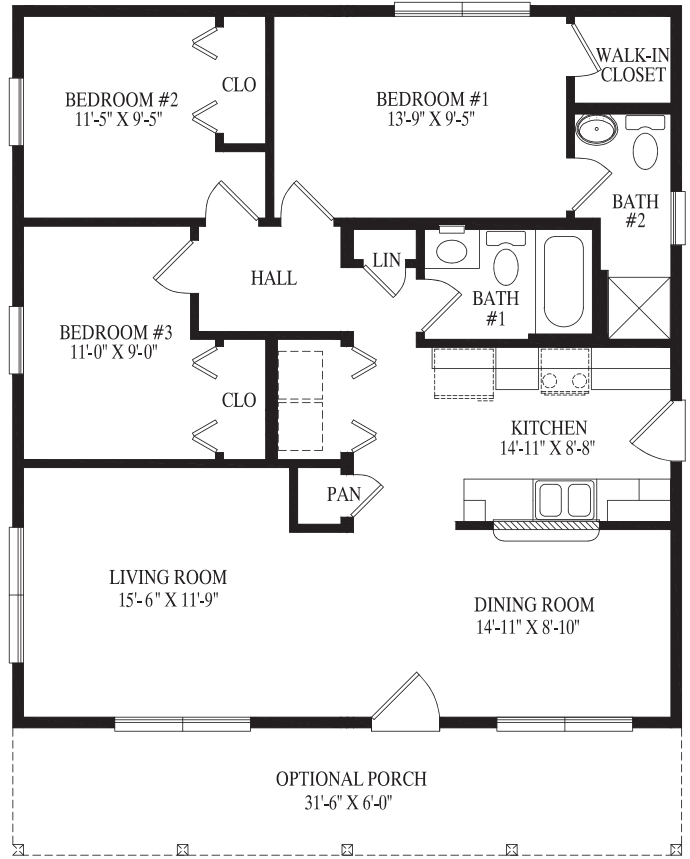 WALK-IN
CLOSET
CLO
BEDROOM #2
11'-5" X 9'-5"
BEDROOM #1
13'-9" X 9'-5"
BATH
#2
LIN
HALL
BATH
#1
BEDROOM #3
11'-0" X 9'-0"
CLO
KITCHEN
14'-11" X 8'-8"
PAN
LIVING ROOM
15'-6" X 11'-9"
DINING ROOM
14'-11" X 8'-10"
OPTIONAL PORCH
31'-6" X 6'-0"